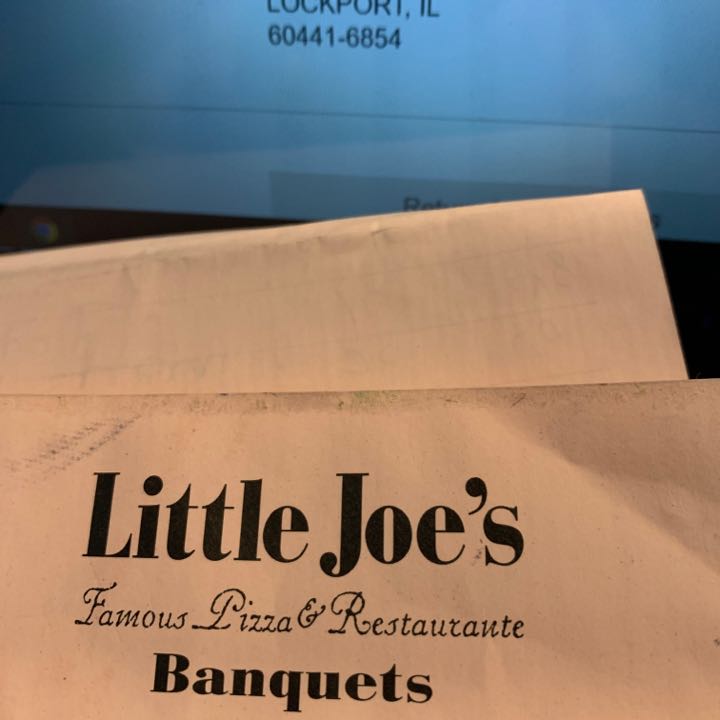 LOCKPORT, IL
60441-6854
Little Joe's
Famous Pizza & Restaurante
Banquets